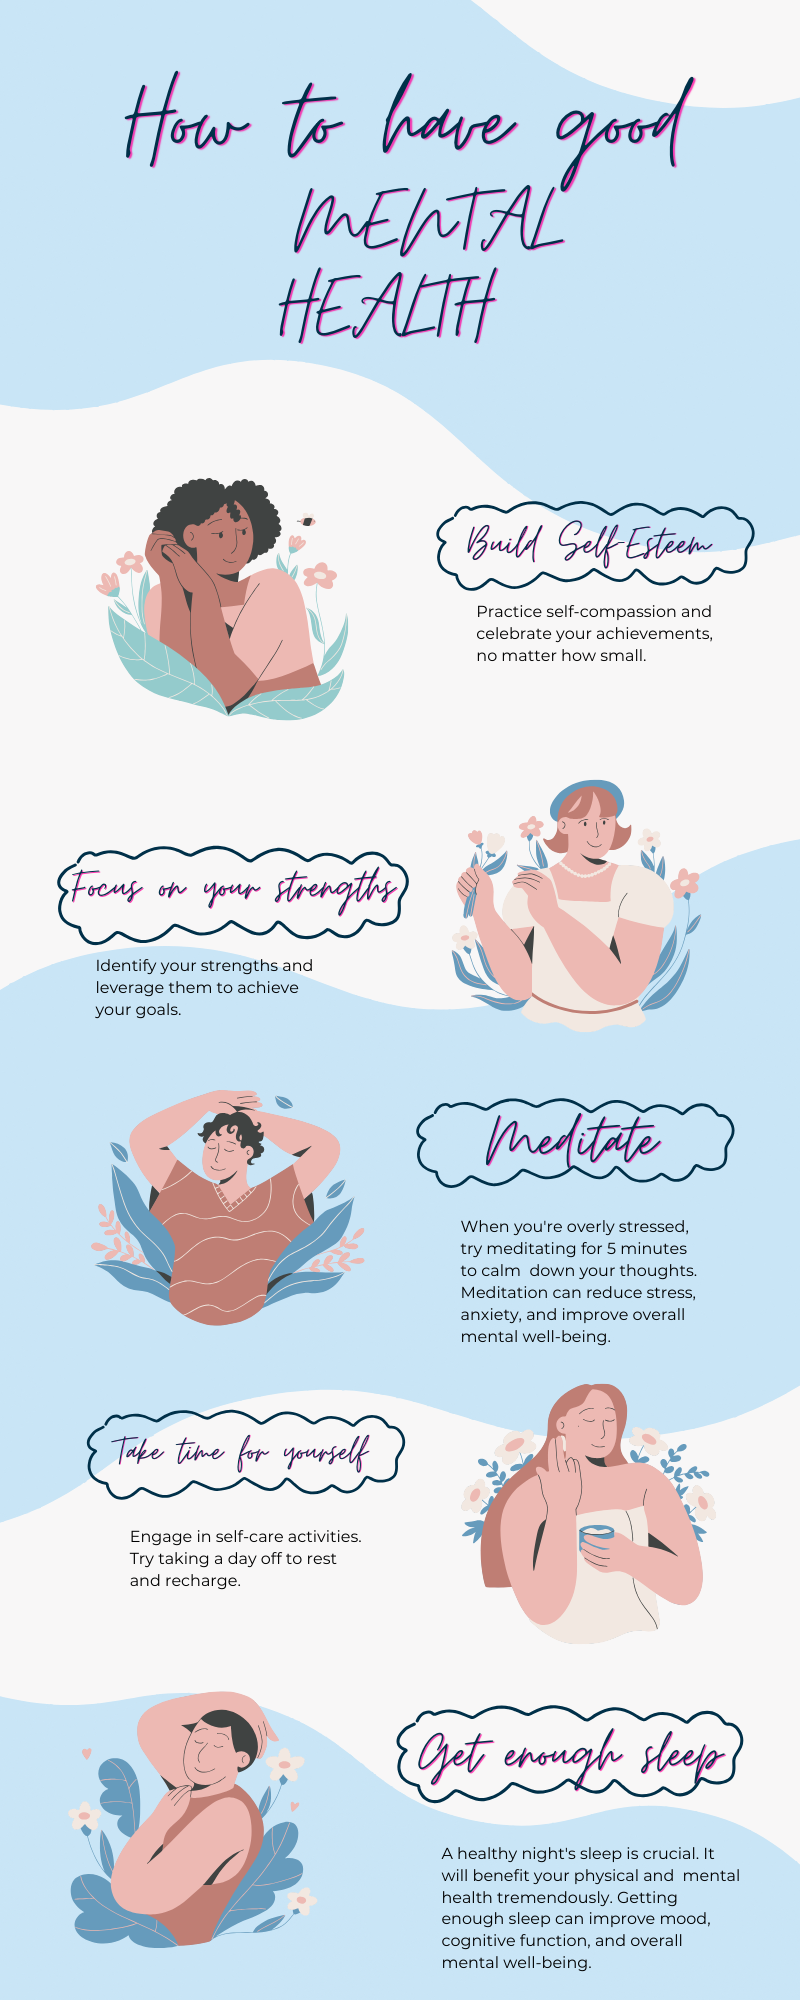 How to have good
MENTAL
HEALTH
Build Self-Esteem
Practice self-compassion and
celebrate your achievements,
no matter how small.
Focus on your strengths
Identify your strengths and
leverage them to achieve
your goals.
Meditate
When you're overly stressed,
try meditating for 5 minutes
to calm  down your thoughts.
Meditation can reduce stress,
anxiety, and improve overall
mental well-being.
Take time for yourself
Engage in self-care activities.
Try taking a day off to rest
and recharge.
Get enough sleep
A healthy night's sleep is crucial. It
will benefit your physical and  mental
health tremendously. Getting
enough sleep can improve mood,
cognitive function, and overall
mental well-being.